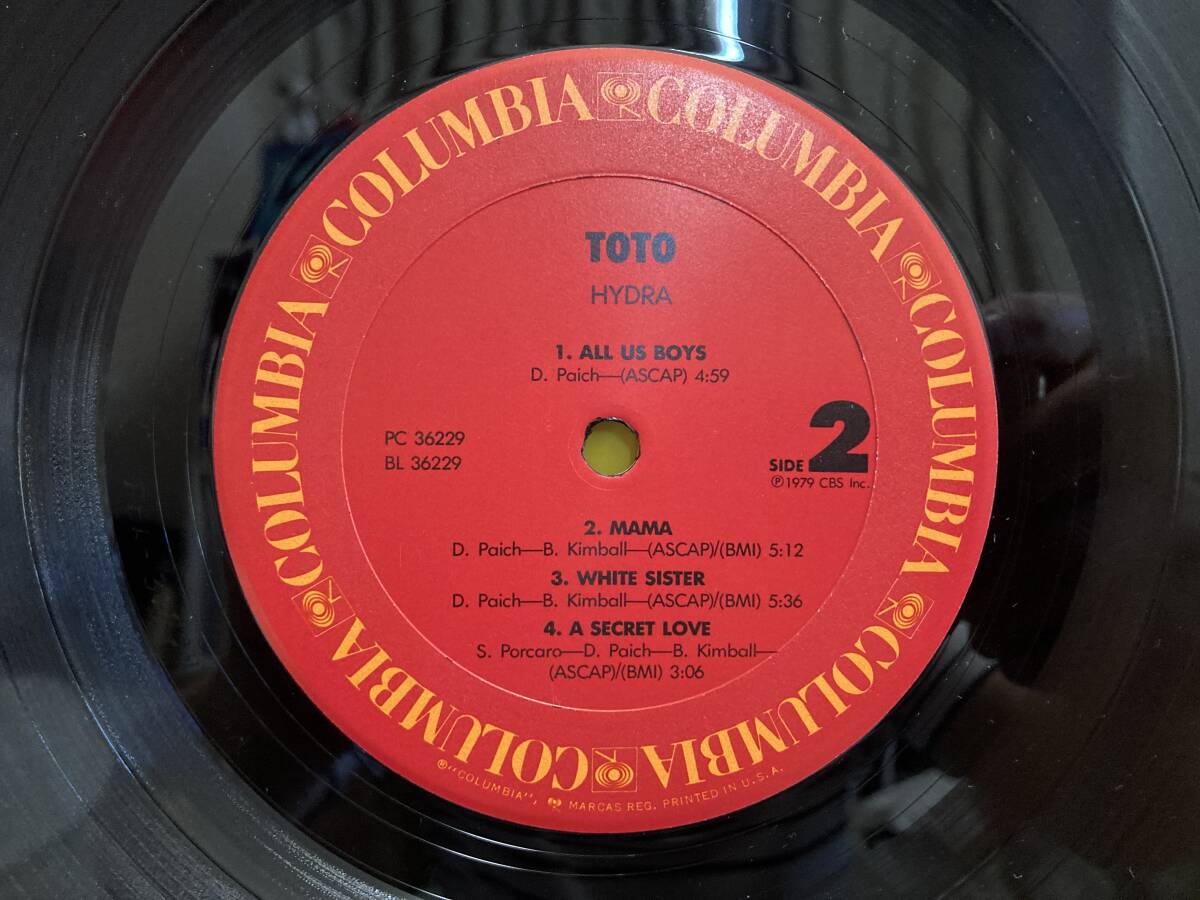 COLUMBIA COLUMBIA COLUMBIA COLUMBIA COLUMBIA COLUMBIA
TOTO
HYDRA
1. ALL US BOYS
D. Paich—(ASCAP) 4:59
PC 36229
BL 36229
SIDE 2
℗1979 CBS Inc.
2. MAMA
D. Paich—B. Kimball—(ASCAP)/(BMI) 5:12
3. WHITE SISTER
D. Paich—B. Kimball—(ASCAP)/(BMI) 5:36
4. A SECRET LOVE
S. Porcaro—D. Paich—B. Kimball—
(ASCAP)/(BMI) 3:06
®"COLUMBIA", MARCAS REG. PRINTED IN U.S.A.